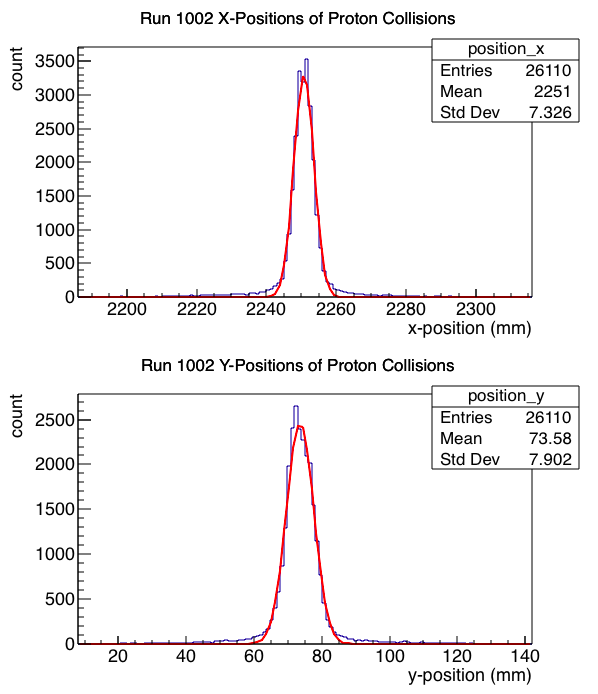 Run 1002 X-Positions of Proton Collisions
position_x
Entries 26110
Mean 2251
Std Dev 7.326
count
3500
3000
2500
2000
1500
1000
500
0
2200 2220 2240 2260 2280 2300
x-position (mm)
Run 1002 Y-Positions of Proton Collisions
position_y
Entries 26110
Mean 73.58
Std Dev 7.902
count
2500
2000
1500
1000
500
0
20 40 60 80 100 120 140
y-position (mm)